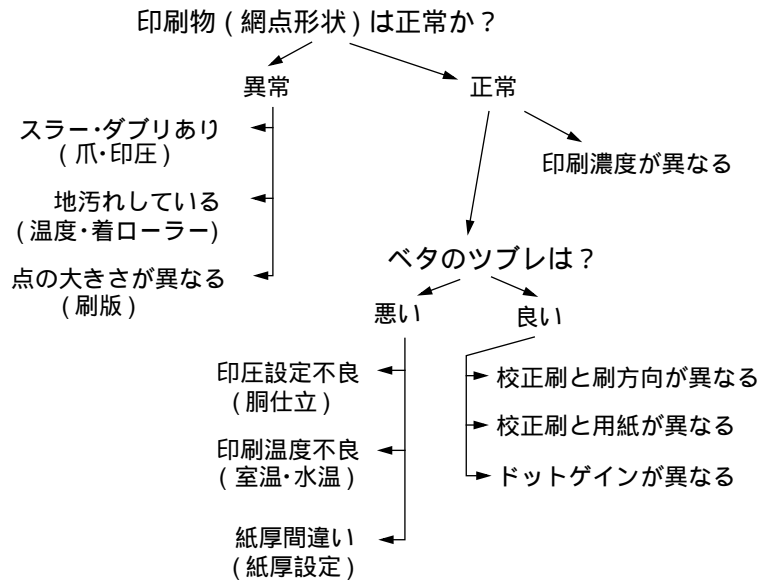 印刷物(網点形状)は正常か?
異常
正常
スラー・ダブリあり
(爪・印圧)
地汚れしている
(温度・着ローラー)
点の大きさが異なる
(刷版)
印刷濃度が異なる
ベタのツブレは?
悪い
良い
印圧設定不良
(胴仕立)
印刷温度不良
(室温・水温)
紙厚間違い
(紙厚設定)
校正刷と刷方向が異なる
校正刷と用紙が異なる
ドットゲインが異なる